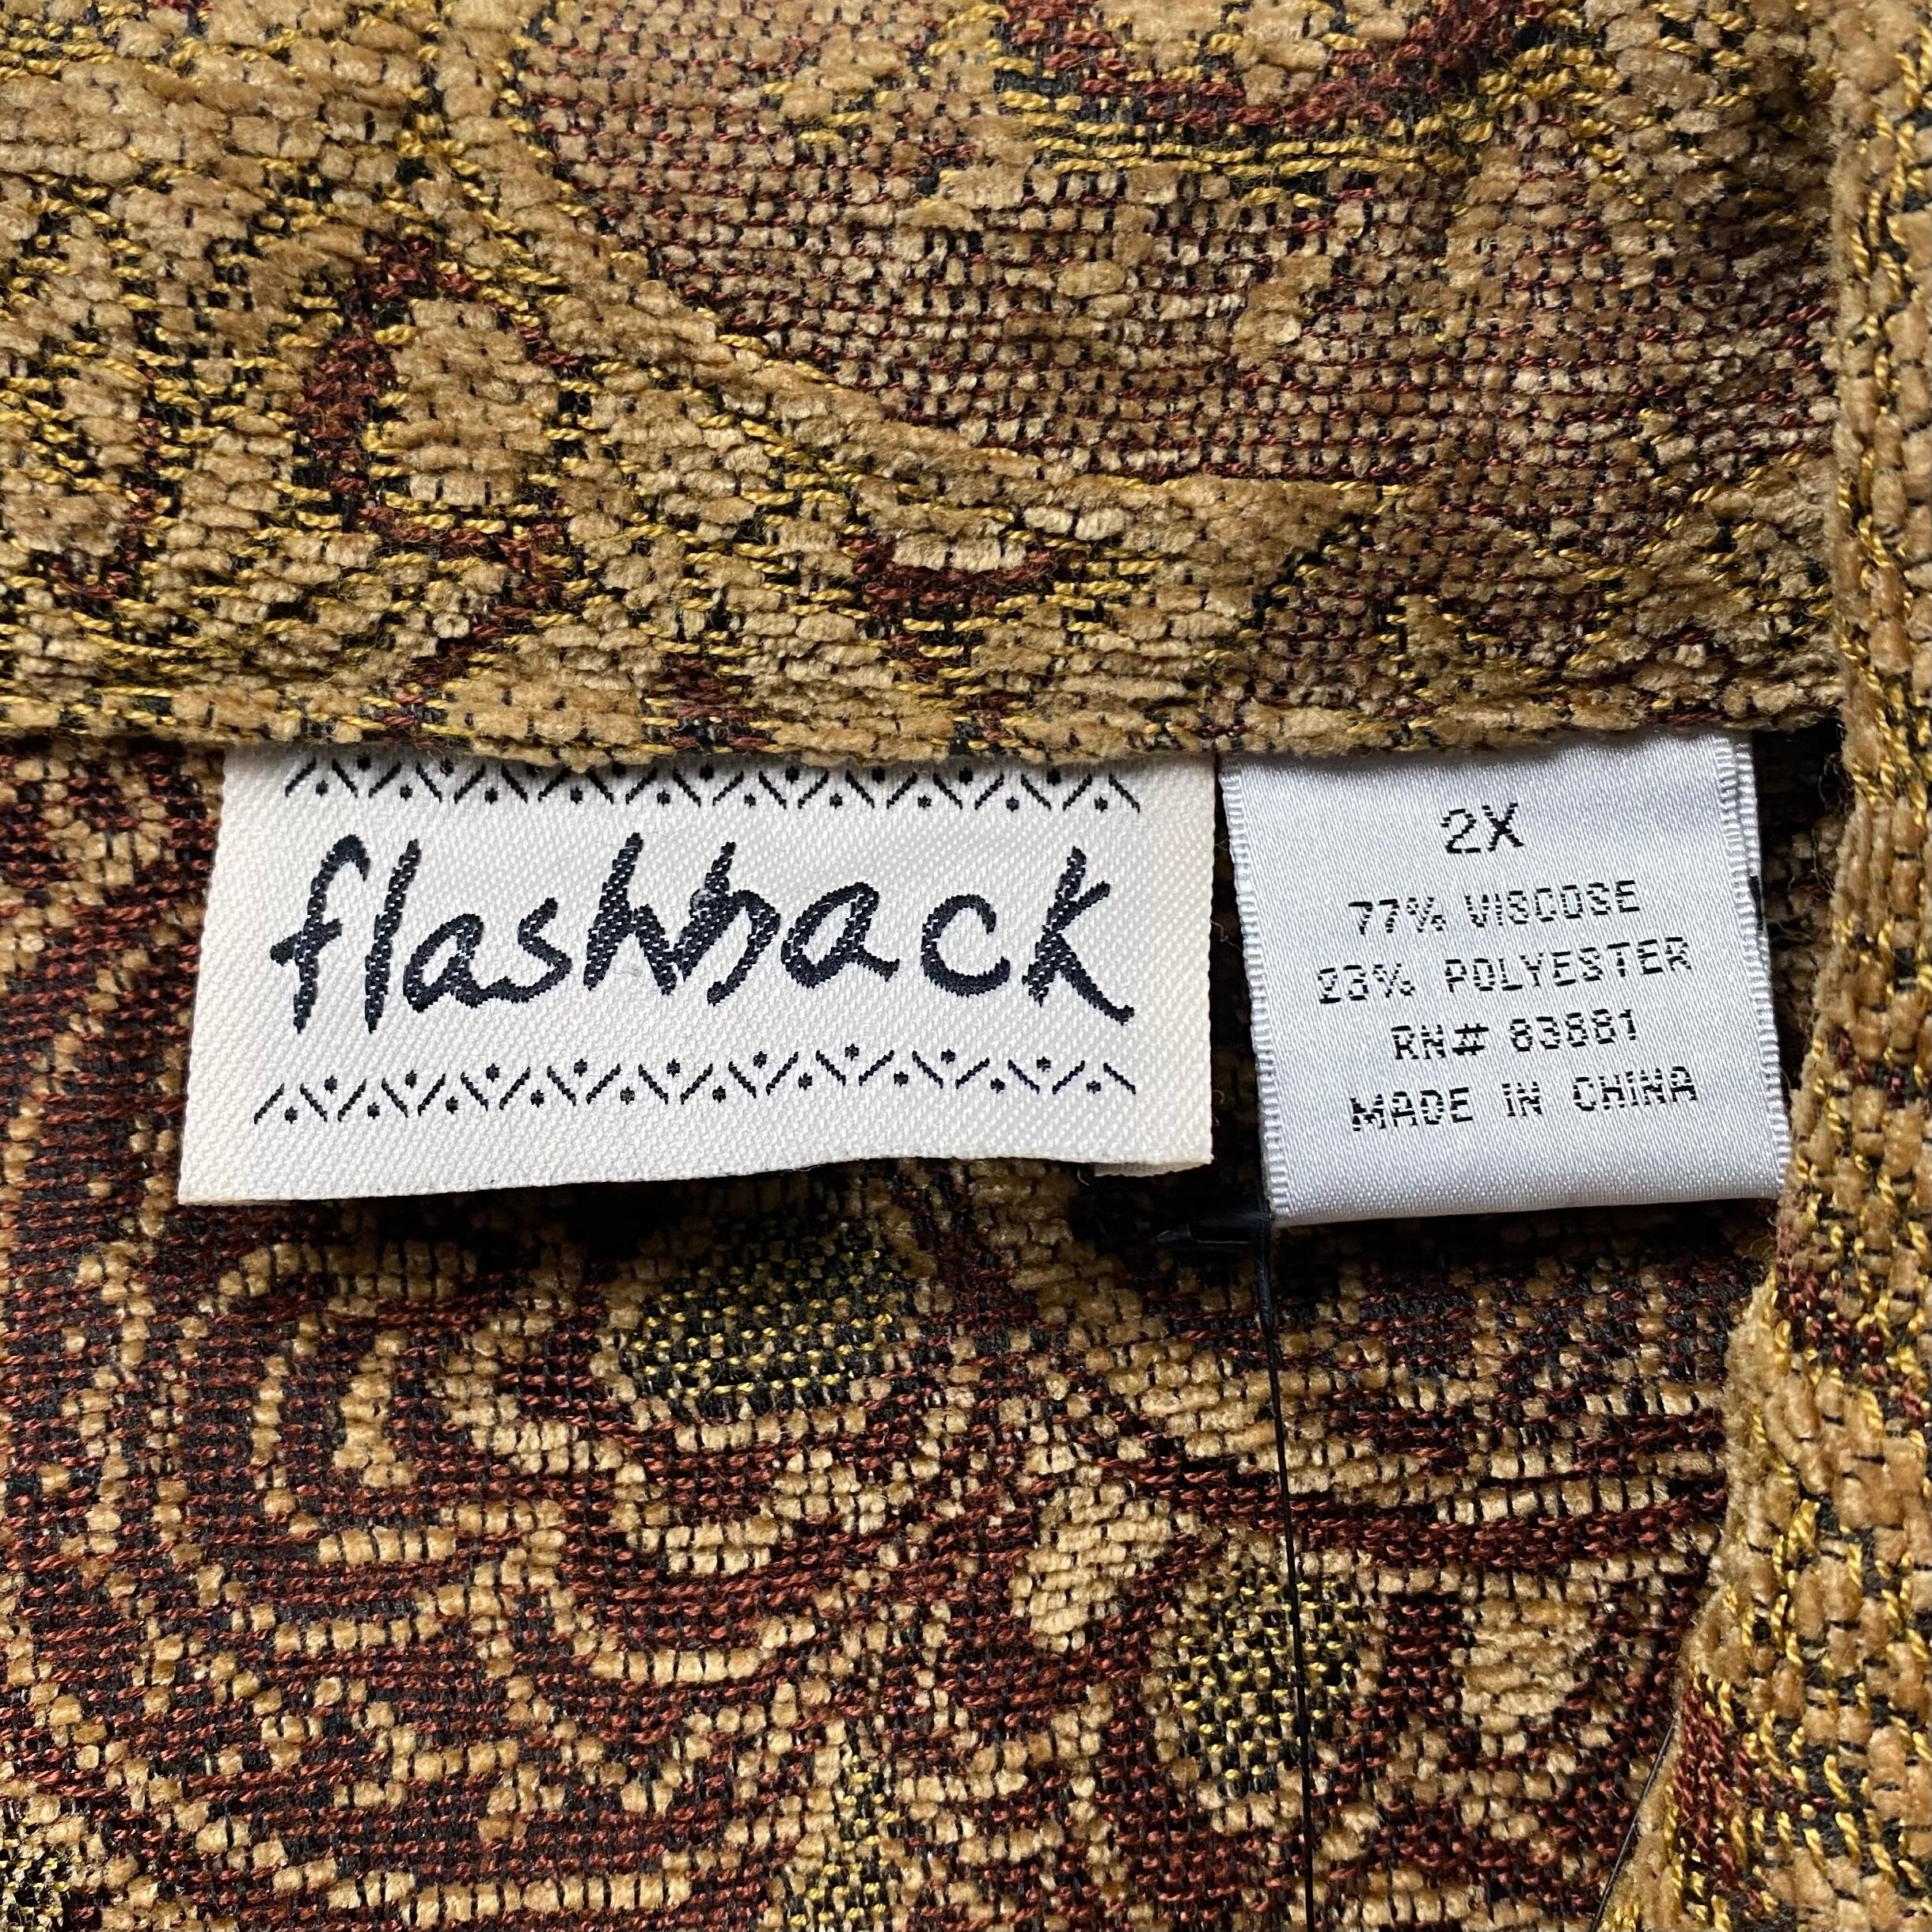 flashback
2X
77% VISCOSE
23% POLYESTER
RN# 83881
MADE IN CHINA